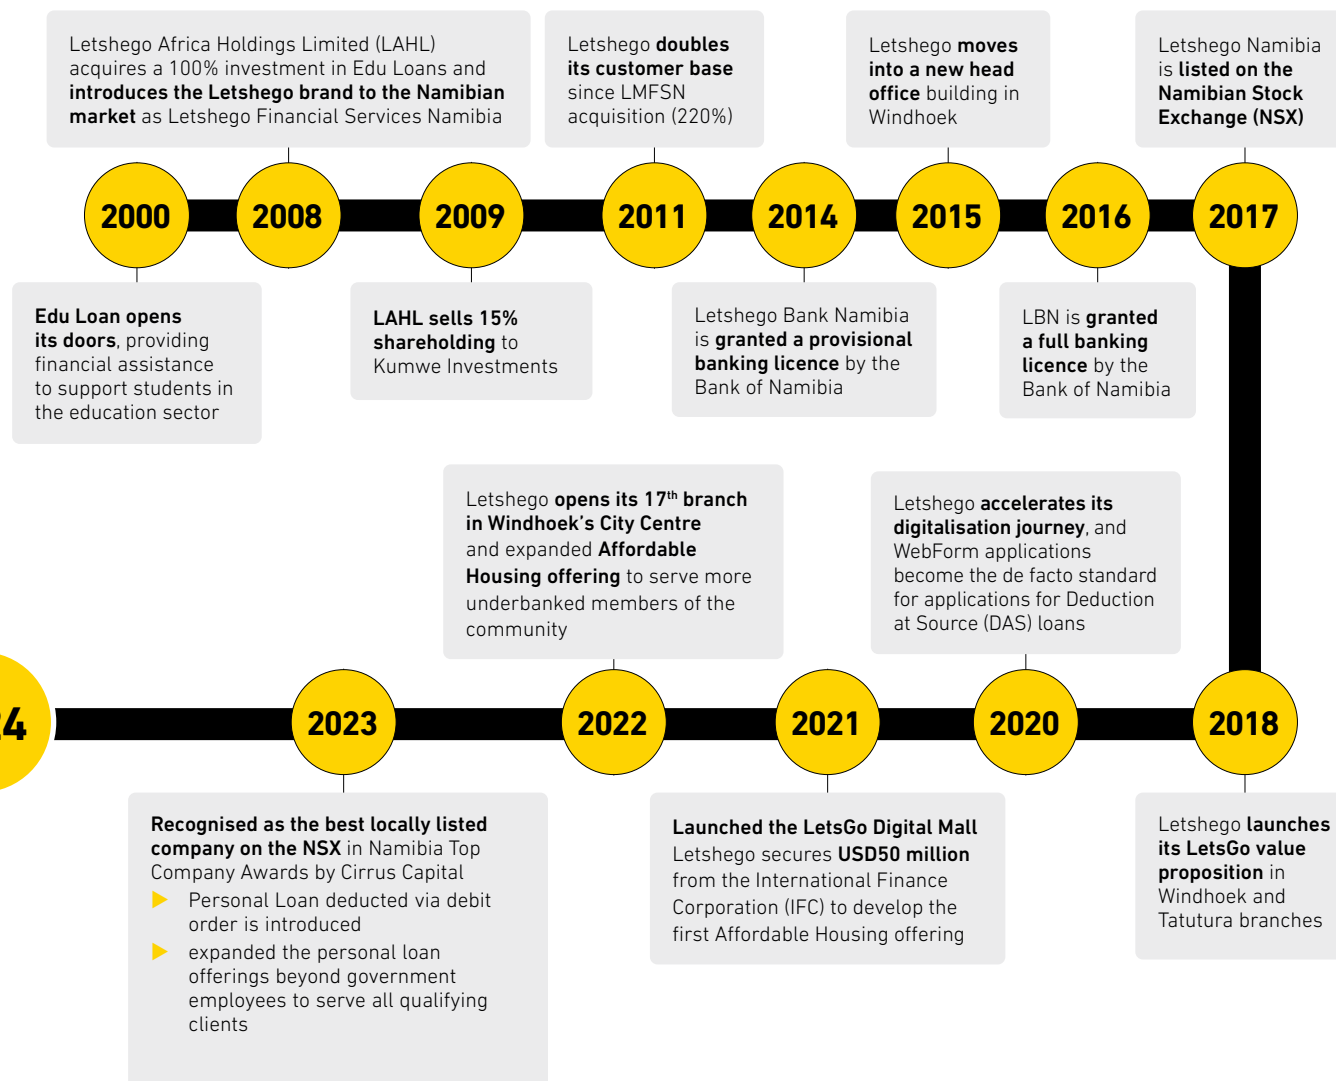 Letshego Africa Holdings Limited (LAHL)
acquires a 100% investment in Edu Loans and
introduces the Letshego brand to the Namibian
market as Letshego Financial Services Namibia
Letshego doubles
its customer base
since LMFSN
acquisition (220%)
Letshego moves
into a new head
office building in
Windhoek
Letshego Namibia
is listed on the
Namibian Stock
Exchange (NSX)
2000
2008
2009
2011
2014
2015
2016
2017
Edu Loan opens
its doors, providing
financial assistance
to support students in
the education sector
LAHL sells 15%
shareholding to
Kumwe Investments
Letshego Bank Namibia
is granted a provisional
banking licence by the
Bank of Namibia
LBN is granted
a full banking
licence by the
Bank of Namibia
Letshego opens its 17th branch
in Windhoek's City Centre
and expanded Affordable
Housing offering to serve more
underbanked members of the
community
Letshego accelerates its
digitalisation journey, and
WebForm applications
become the de facto standard
for applications for Deduction
at Source (DAS) loans
4
2023
2022
2021
2020
2018
Recognised as the best locally listed
company on the NSX in Namibia Top
Company Awards by Cirrus Capital
Personal Loan deducted via debit
order is introduced
expanded the personal loan
offerings beyond government
employees to serve all qualifying
clients
Launched the LetsGo Digital Mall
Letshego secures USD50 million
from the International Finance
Corporation (IFC) to develop the
first Affordable Housing offering
Letshego launches
its LetsGo value
proposition in
Windhoek and
Tatutura branches